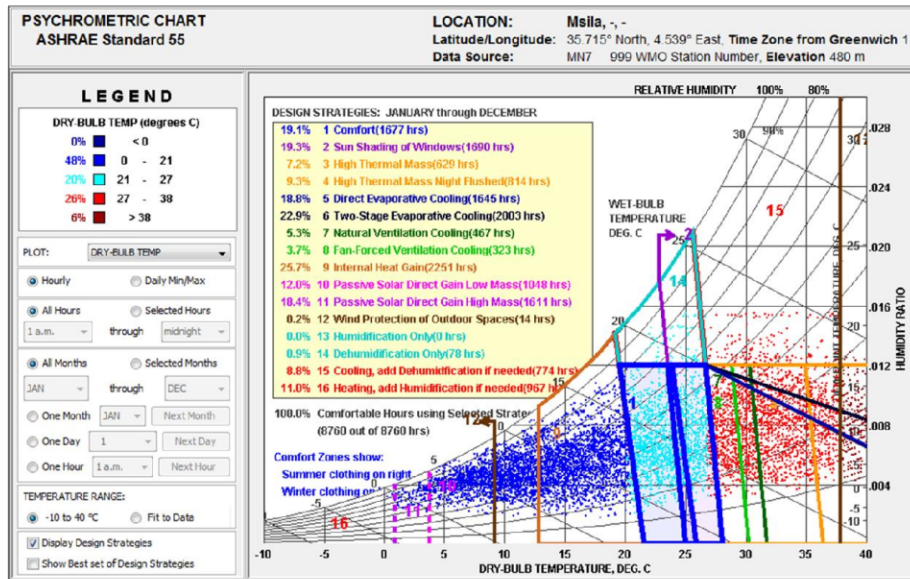 PSYCHROMETRIC CHART
ASHRAE Standard 55
LOCATION: Msila, -, -
Latitude/Longitude: 35.715° North, 4.539° East, Time Zone from Greenwich 1
Data Source: MN7 999 WMO Station Number, Elevation 480 m
LEGEND
DRY-BULB TEMP (degrees C)
0% < 0
48% 0 - 21
20% 21 - 27
26% 27 - 38
6% > 38
PLOT: DRY-BULB TEMP
Hourly Daily Min/Max
All Hours Selected Hours
1 a.m. through midnight
All Months Selected Months
JAN through DEC
One Month JAN Next Month
One Day 1 Next Day
One Hour 1 a.m. Next Hour
TEMPERATURE RANGE:
-10 to 40 °C Fit to Data
Display Design Strategies
Show Best set of Design Strategies
RELATIVE HUMIDITY 100% 80%
DESIGN STRATEGIES: JANUARY through DECEMBER
19.1% 1 Comfort(1677 hrs)
19.3% 2 Sun Shading of Windows(1690 hrs)
7.2% 3 High Thermal Mass(629 hrs)
9.3% 4 High Thermal Mass Night Flushed(814 hrs)
18.8% 5 Direct Evaporative Cooling(1645 hrs)
22.9% 6 Two-Stage Evaporative Cooling(2003 hrs)
5.3% 7 Natural Ventilation Cooling(467 hrs)
3.7% 8 Fan-Forced Ventilation Cooling(323 hrs)
25.7% 9 Internal Heat Gain(2251 hrs)
12.0% 10 Passive Solar Direct Gain Low Mass(1048 hrs)
18.4% 11 Passive Solar Direct Gain High Mass(1611 hrs)
0.2% 12 Wind Protection of Outdoor Spaces(14 hrs)
0.0% 13 Humidification Only(0 hrs)
0.9% 14 Dehumidification Only(78 hrs)
8.8% 15 Cooling, add Dehumidification if needed(774 hrs)
11.0% 16 Heating, add Humidification if needed(967 hrs)
100.0% Comfortable Hours using Selected Strate
(8760 out of 8760 hrs)
Comfort Zones show:
Summer clothing on right
Winter clothing on
WET-BULB
TEMPERATURE
DEG. C
HUMIDITY RATIO
.028
.024
.020
.016
.012
.008
.004
-10 -5 0 5 10 15 20 25 30 35 40
DRY-BULB TEMPERATURE, DEG. C